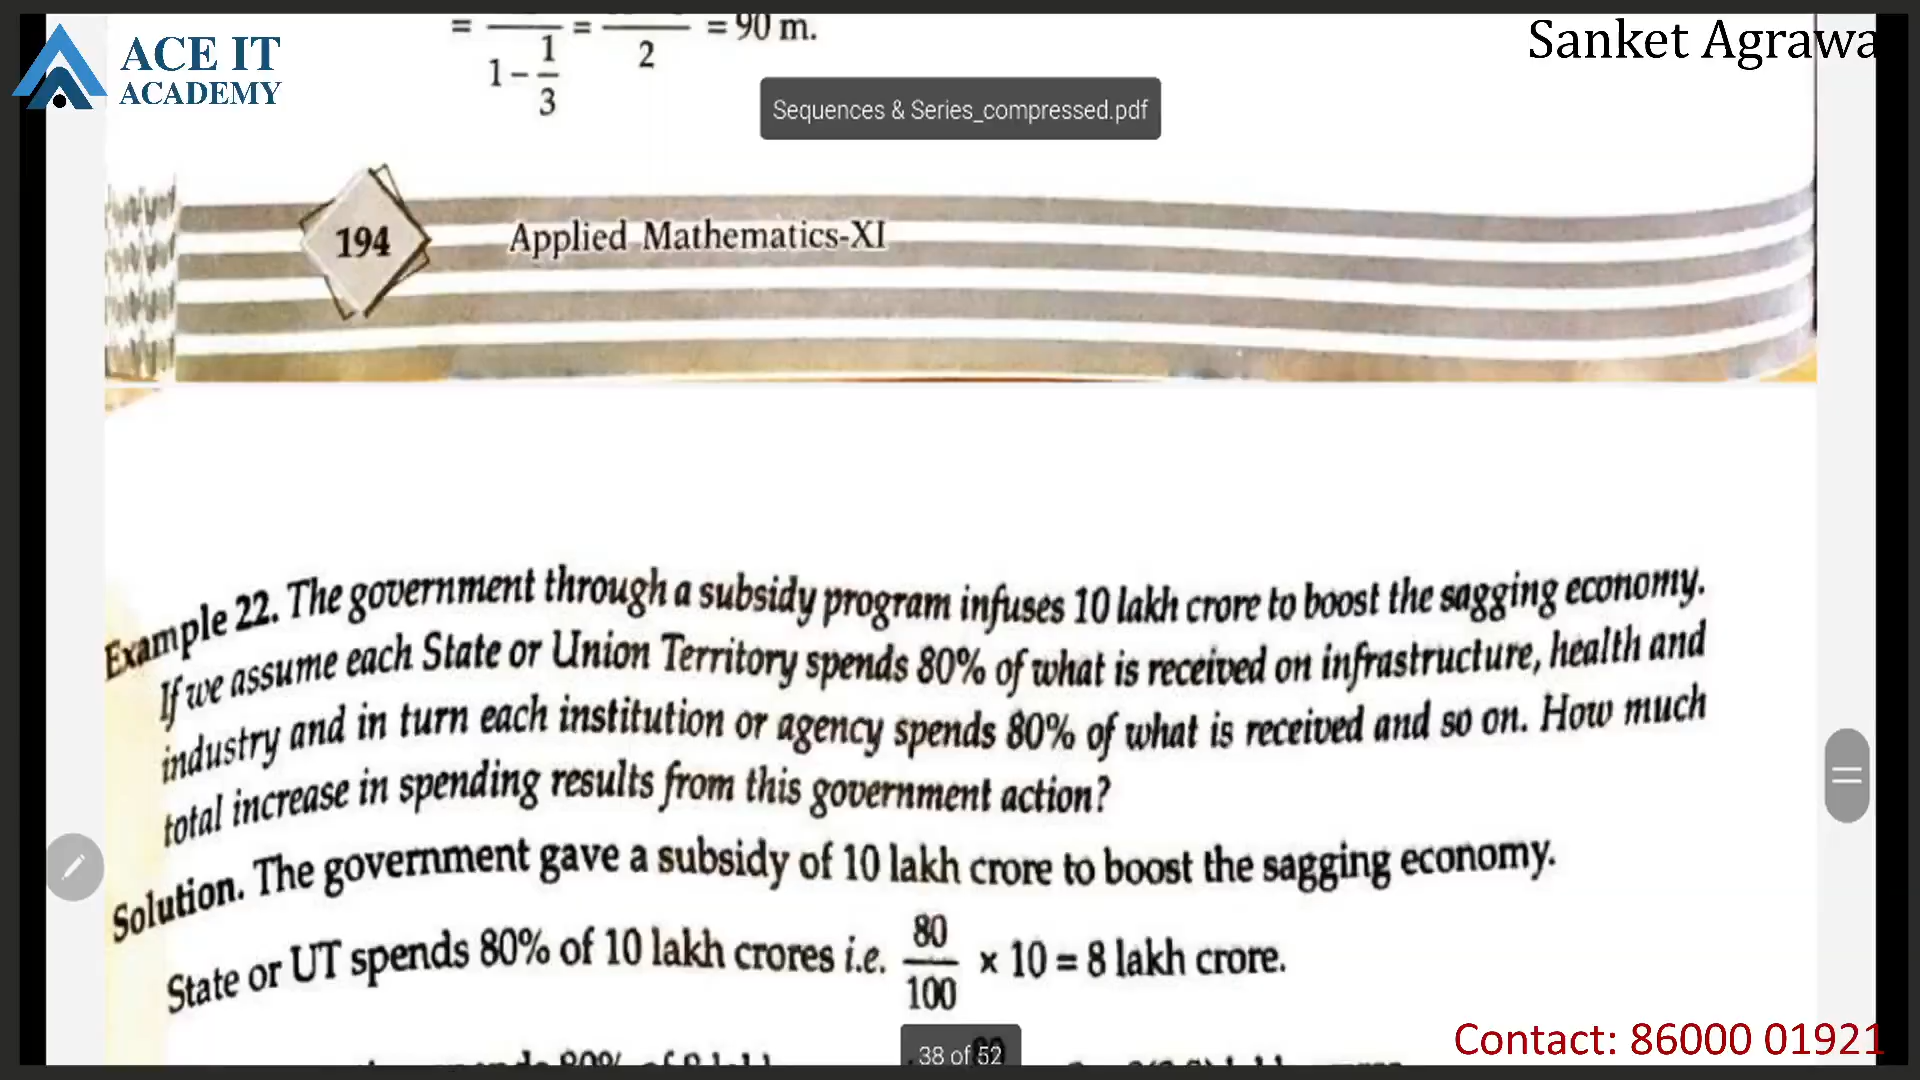 = 1 - 1/3 = 2 = 90 m.
ACE IT
ACADEMY
Sanket Agrawa
Sequences & Series_compressed.pdf
194
Applied Mathematics-XI
Example 22. The government through a subsidy program infuses 10 lakh crore to boost the sagging economy.
If we assume each State or Union Territory spends 80% of what is received on infrastructure, health and
industry and in turn each institution or agency spends 80% of what is received and so on. How much
total increase in spending results from this government action?
Solution. The government gave a subsidy of 10 lakh crore to boost the sagging economy.
State or UT spends 80% of 10 lakh crores i.e. 80/100 × 10 = 8 lakh crore.
38 of 52
Contact: 86000 01921